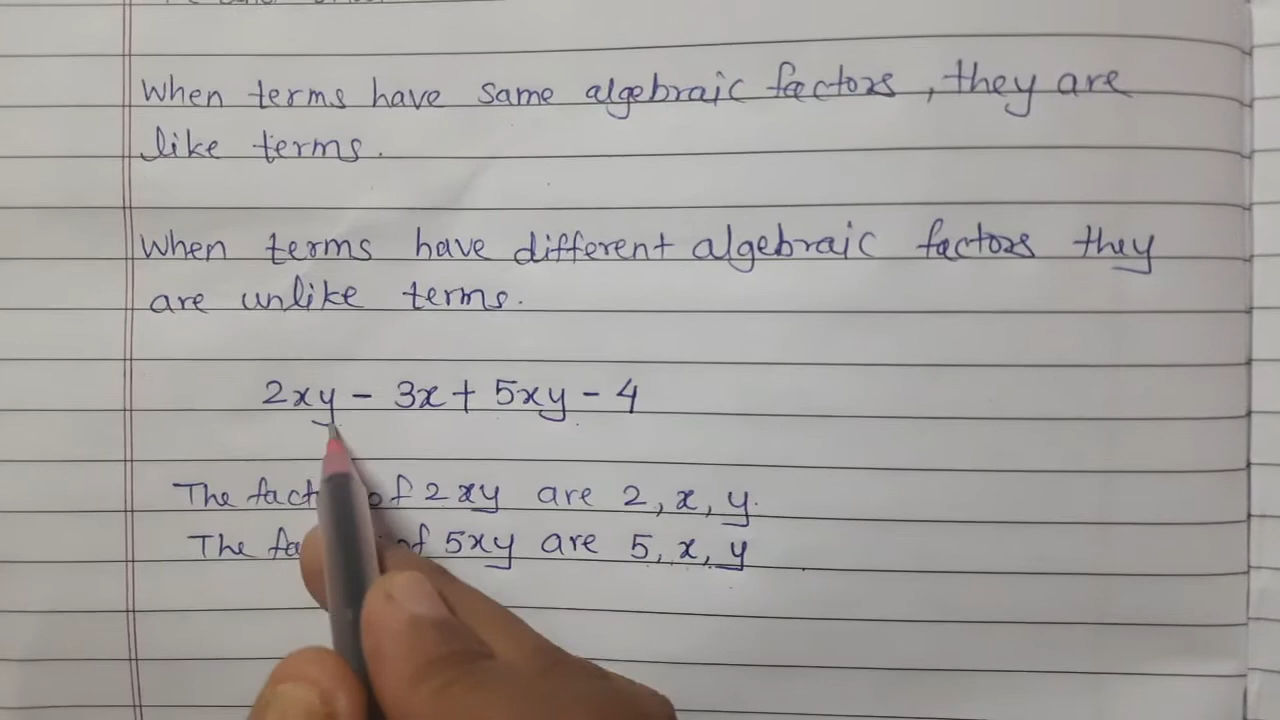 When terms have same algebraic factors, they are
like terms.
When terms have different algebraic factors they
are unlike terms.
2xy - 3x + 5xy - 4
The of 2xy are 2, x, y.
The of 5xy are 5, x, y